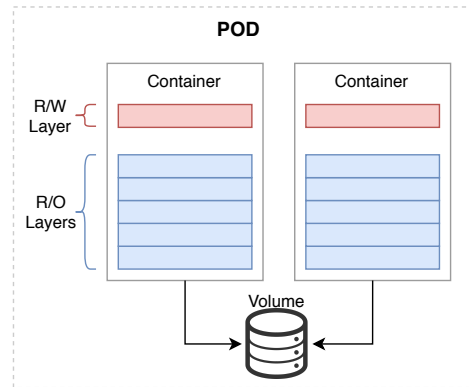 POD
Container
Container
R/W
Layer
R/O
Layers
Volume